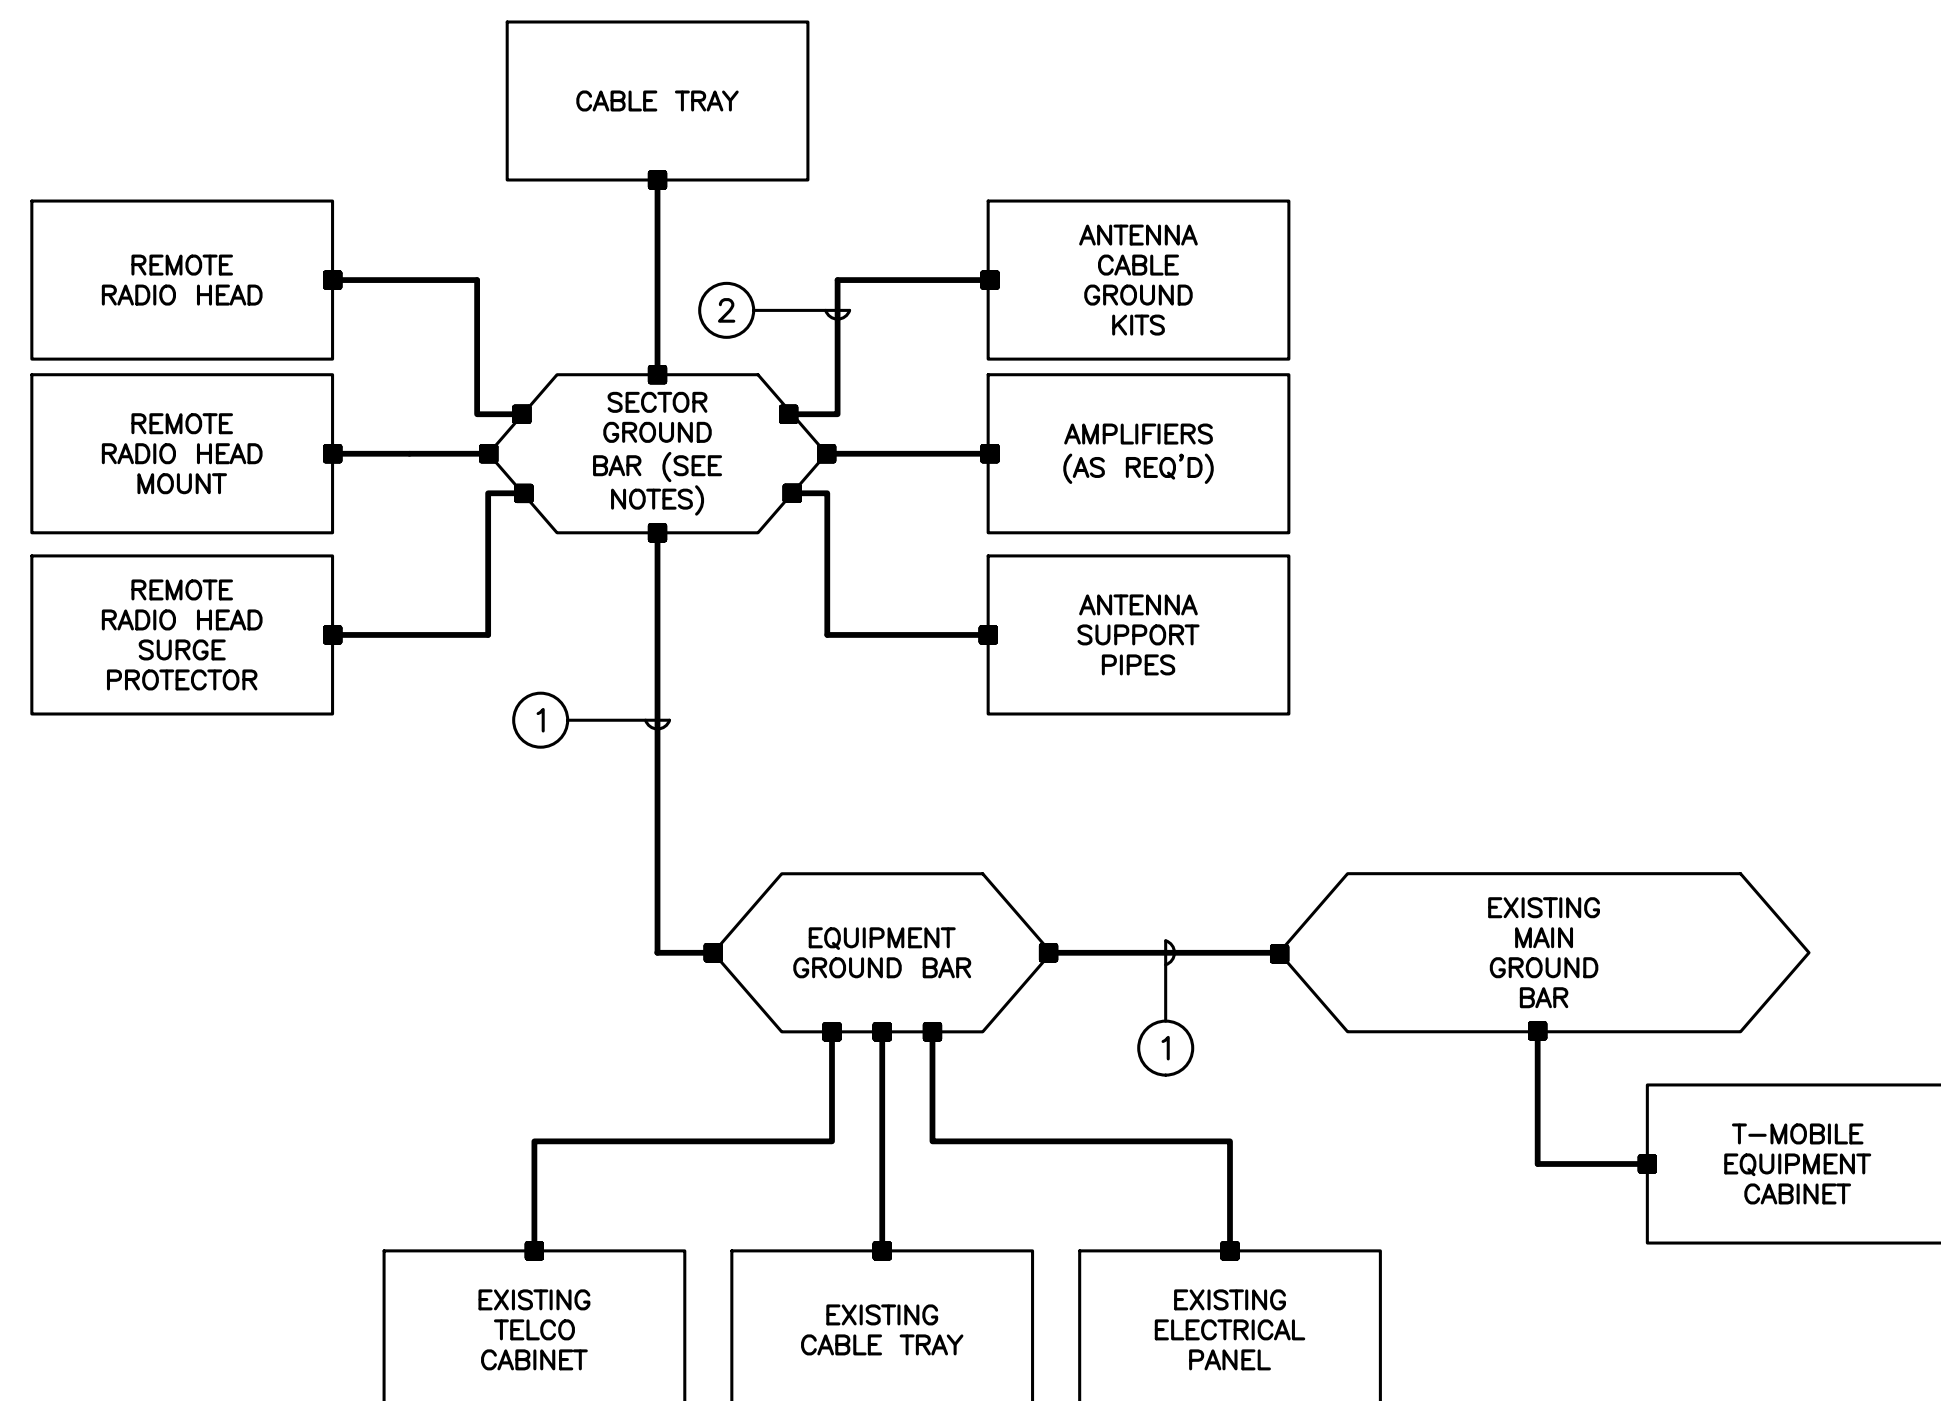 CABLE TRAY
REMOTE
RADIO HEAD
ANTENNA
CABLE
GROUND
KITS
2
REMOTE
RADIO HEAD
MOUNT
SECTOR
GROUND
BAR (SEE
NOTES)
AMPLIFIERS
(AS REQ'D)
REMOTE
RADIO HEAD
SURGE
PROTECTOR
ANTENNA
SUPPORT
PIPES
1
EQUIPMENT
GROUND BAR
EXISTING
MAIN
GROUND
BAR
1
T-MOBILE
EQUIPMENT
CABINET
EXISTING
TELCO
CABINET
EXISTING
CABLE TRAY
EXISTING
ELECTRICAL
PANEL